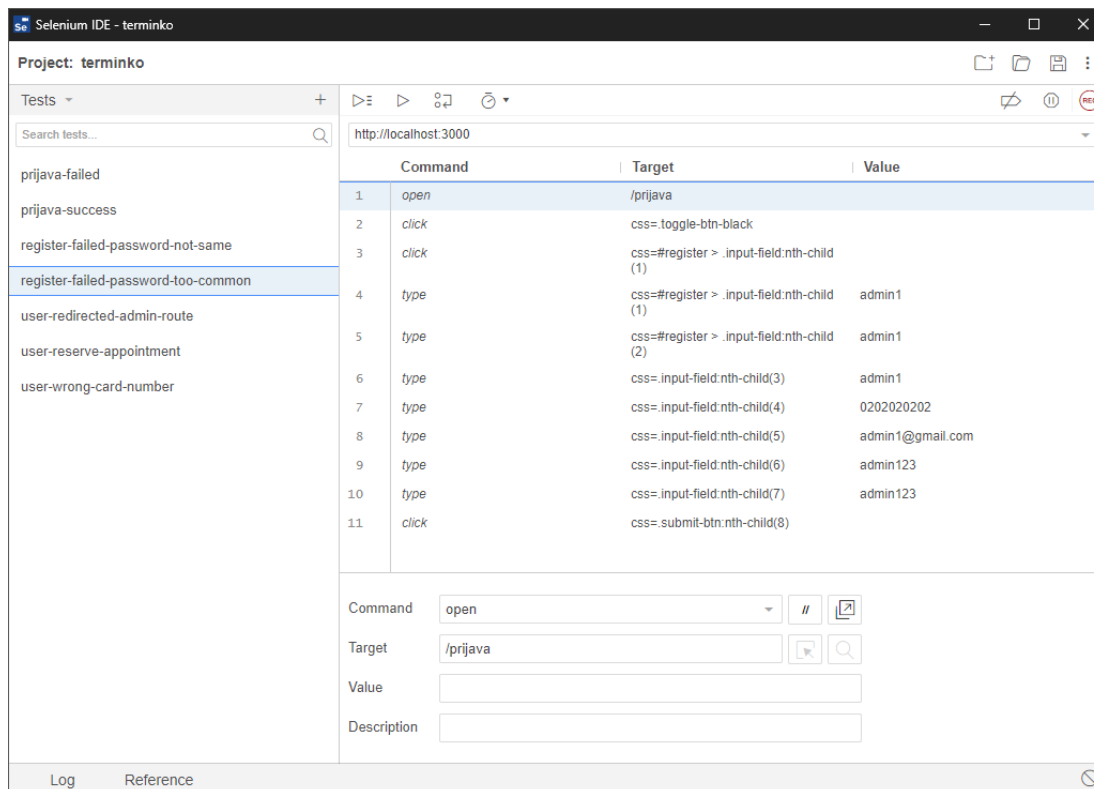 Selenium IDE - terminko
Project: terminko
Tests
Search tests...
prijava-failed
prijava-success
register-failed-password-not-same
register-failed-password-too-common
user-redirected-admin-route
user-reserve-appointment
user-wrong-card-number
REC
http://localhost:3000
Command Target Value
1 open /prijava
2 click css=.toggle-btn-black
3 click css=#register > .input-field:nth-child
(1)
4 type css=#register > .input-field:nth-child admin1
(1)
5 type css=#register > .input-field:nth-child admin1
(2)
6 type css=.input-field:nth-child(3) admin1
7 type css=.input-field:nth-child(4) 0202020202
8 type css=.input-field:nth-child(5) admin1@gmail.com
9 type css=.input-field:nth-child(6) admin123
10 type css=.input-field:nth-child(7) admin123
11 click css=.submit-btn:nth-child(8)
Command open //
Target /prijava
Value
Description
Log Reference